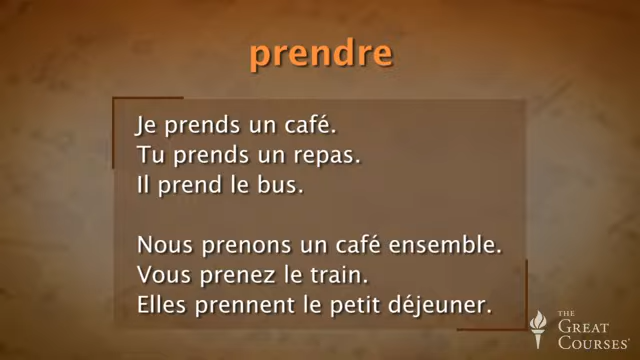 prendre
Je prends un café.
Tu prends un repas.
Il prend le bus.
Nous prenons un café ensemble.
Vous prenez le train.
Elles prennent le petit déjeuner.
THE
GREAT
COURSES®